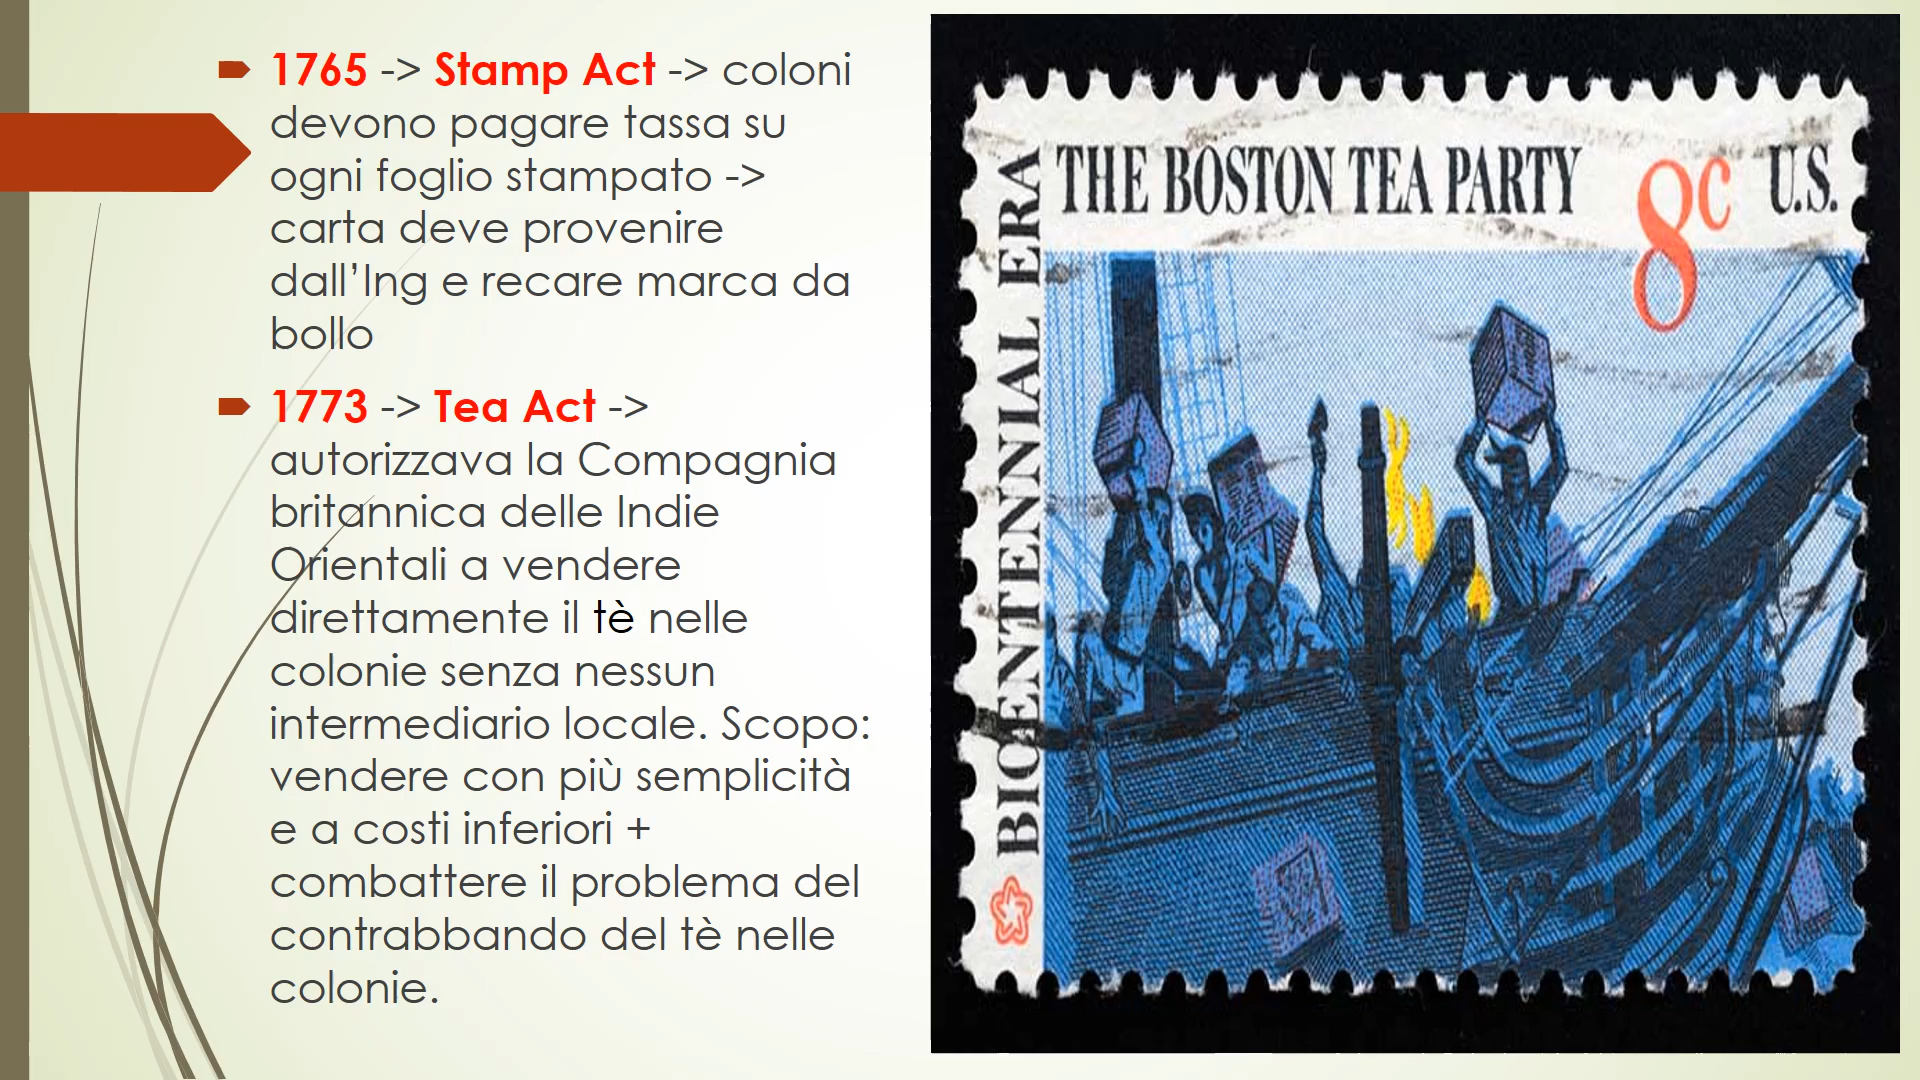 1765 -> Stamp Act -> coloni
devono pagare tassa su
ogni foglio stampato ->
carta deve provenire
dall’Ing e recare marca da
bollo
1773 -> Tea Act ->
autorizzava la Compagnia
britannica delle Indie
Orientali a vendere
direttamente il tè nelle
colonie senza nessun
intermediario locale. Scopo:
vendere con più semplicità
e a costi inferiori +
combattere il problema del
contrabbando del tè nelle
colonie.
THE BOSTON TEA PARTY
8c
U.S.
BICENTENNIAL ERA